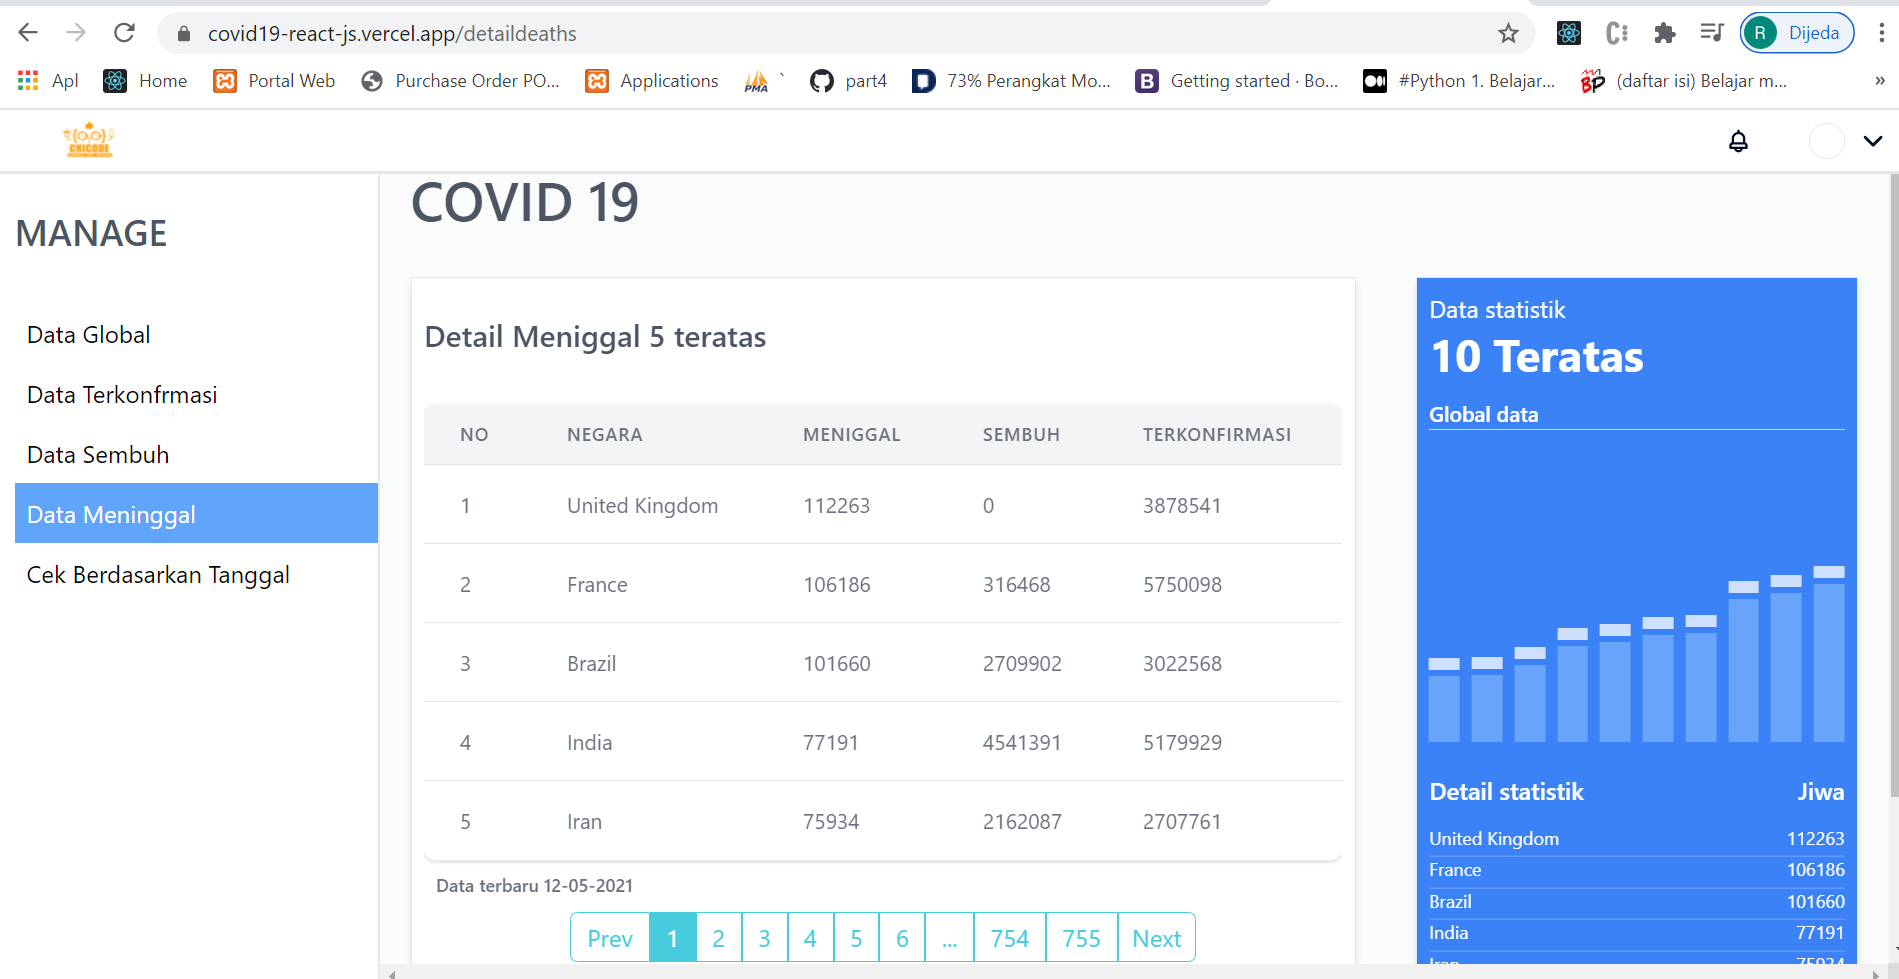 covid19-react-js.vercel.app/detaildeaths
R Dijeda
Apl Home Portal Web Purchase Order PO... Applications PMA ` part4 73% Perangkat Mo... B Getting started · Bo... #Python 1. Belajar... BP (daftar isi) Belajar m... »
CHICODE
MANAGE
Data Global
Data Terkonfrmasi
Data Sembuh
Data Meninggal
Cek Berdasarkan Tanggal
COVID 19
Detail Meniggal 5 teratas
NO NEGARA MENIGGAL SEMBUH TERKONFIRMASI
1 United Kingdom 112263 0 3878541
2 France 106186 316468 5750098
3 Brazil 101660 2709902 3022568
4 India 77191 4541391 5179929
5 Iran 75934 2162087 2707761
Data terbaru 12-05-2021
Prev 1 2 3 4 5 6 ... 754 755 Next
Data statistik
10 Teratas
Global data
Detail statistik Jiwa
United Kingdom 112263
France 106186
Brazil 101660
India 77191
Iran 75934